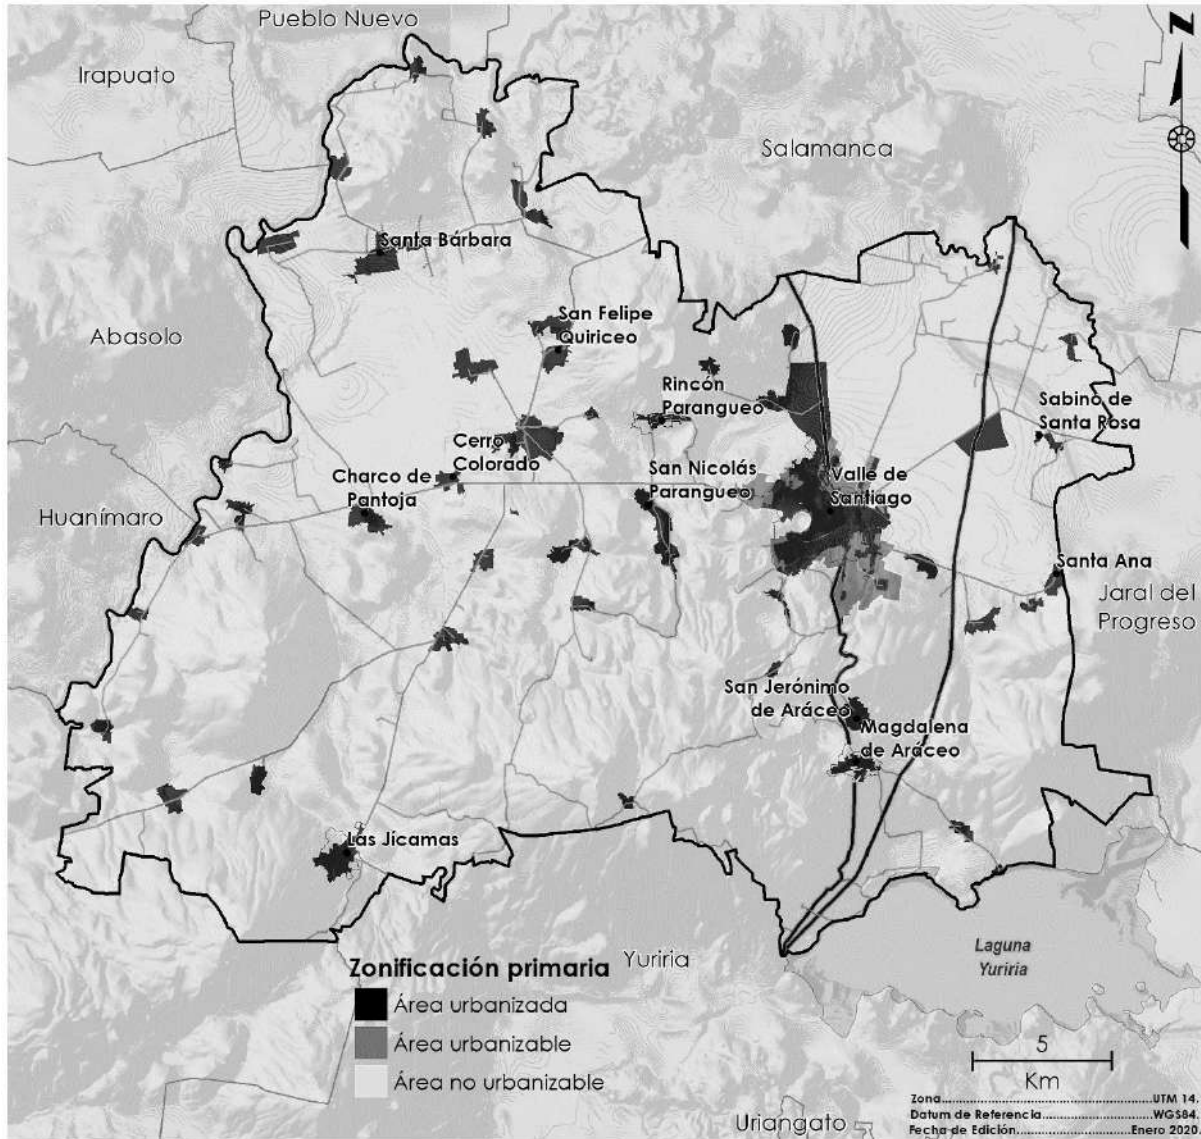 Pueblo Nuevo
Irapuato
Z
Salamanca
Santa Bárbara
Abasolo
San Felipe
Quiriceo
Rincón
Parangueo
Sabino de
Santa Rosa
Cerro
Colorado
Charco de
Pantoja
San Nicolás
Parangueo
Valle de
Santiago
Huanímaro
Santa Ana
Jaral del
Progreso
San Jerónimo
de Aráceo
Magdalena
de Aráceo
Las Jícamas
Yuriria
Laguna
Yuriria
Zonificación primaria
Área urbanizada
Área urbanizable
Área no urbanizable
5
Km
Uriangato
Zona..........UTM 14.
Datum de Referencia..........WGS84.
Fecha de Edición..........Enero 2020